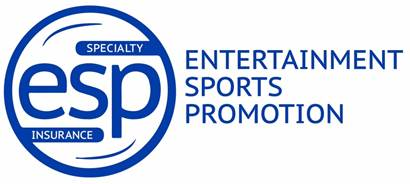 SPECIALTY
esp
INSURANCE
ENTERTAINMENT
SPORTS
PROMOTION